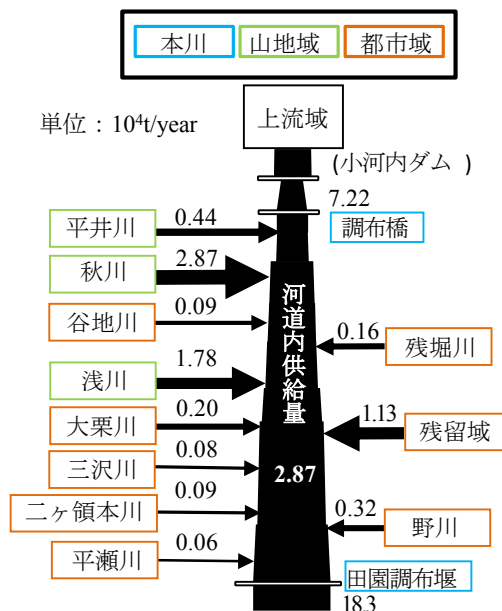 本川 山地域 都市域
単位：10⁴t/year
上流域
(小河内ダム )
7.22
調布橋
平井川
0.44
秋川
2.87
谷地川
0.09
浅川
1.78
大栗川
0.20
三沢川
0.08
二ヶ領本川
0.09
平瀬川
0.06
河道内供給量
2.87
0.16
残堀川
1.13
残留域
0.32
野川
田園調布堰
18.3